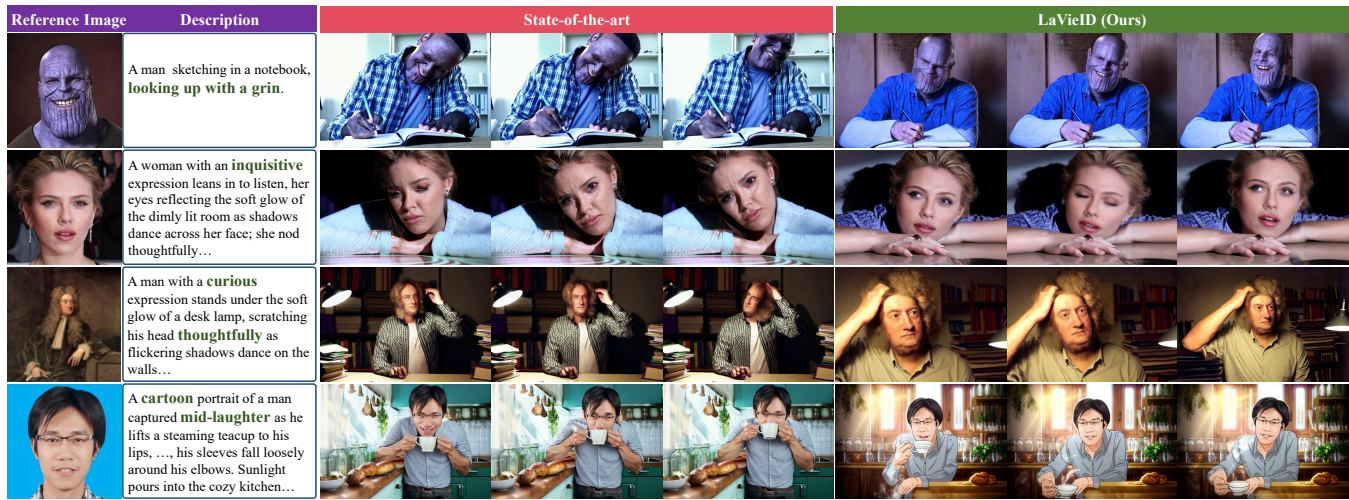 Reference Image
Description
State-of-the-art
LaVieID (Ours)
A man sketching in a notebook,
looking up with a grin.
A woman with an inquisitive
expression leans in to listen, her
eyes reflecting the soft glow of
the dimly lit room as shadows
dance across her face; she nod
thoughtfully…
A man with a curious
expression stands under the soft
glow of a desk lamp, scratching
his head thoughtfully as
flickering shadows dance on the
walls…
A cartoon portrait of a man
captured mid-laughter as he
lifts a steaming teacup to his
lips, …, his sleeves fall loosely
around his elbows. Sunlight
pours into the cozy kitchen…